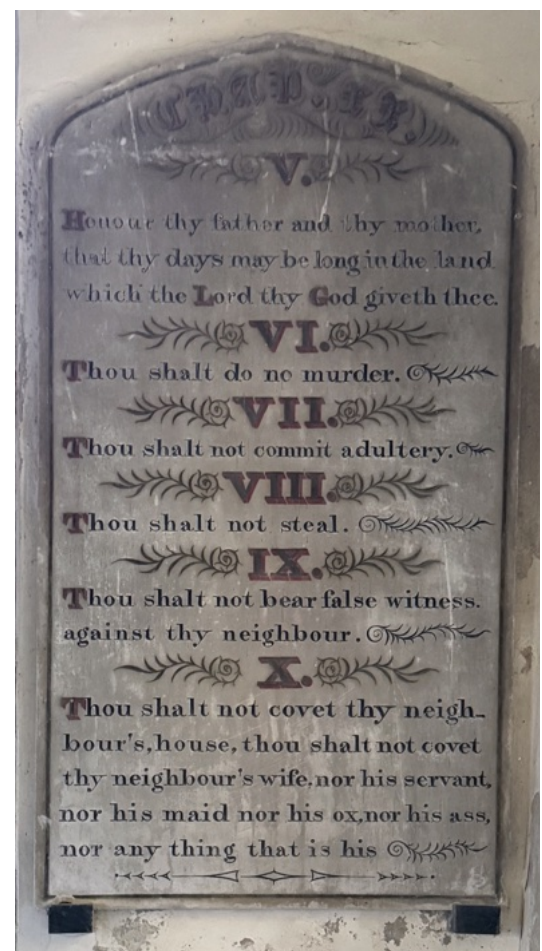 CHAP. XX.
V.
Honour thy father and thy mother,
that thy days may be long in the land
which the Lord thy God giveth thee.
VI.
Thou shalt do no murder.
VII.
Thou shalt not commit adultery.
VIII.
Thou shalt not steal.
IX.
Thou shalt not bear false witness.
against thy neighbour.
X.
Thou shalt not covet thy neigh-
bour's, house, thou shalt not covet
thy neighbour's wife, nor his servant,
nor his maid nor his ox, nor his ass,
nor any thing that is his